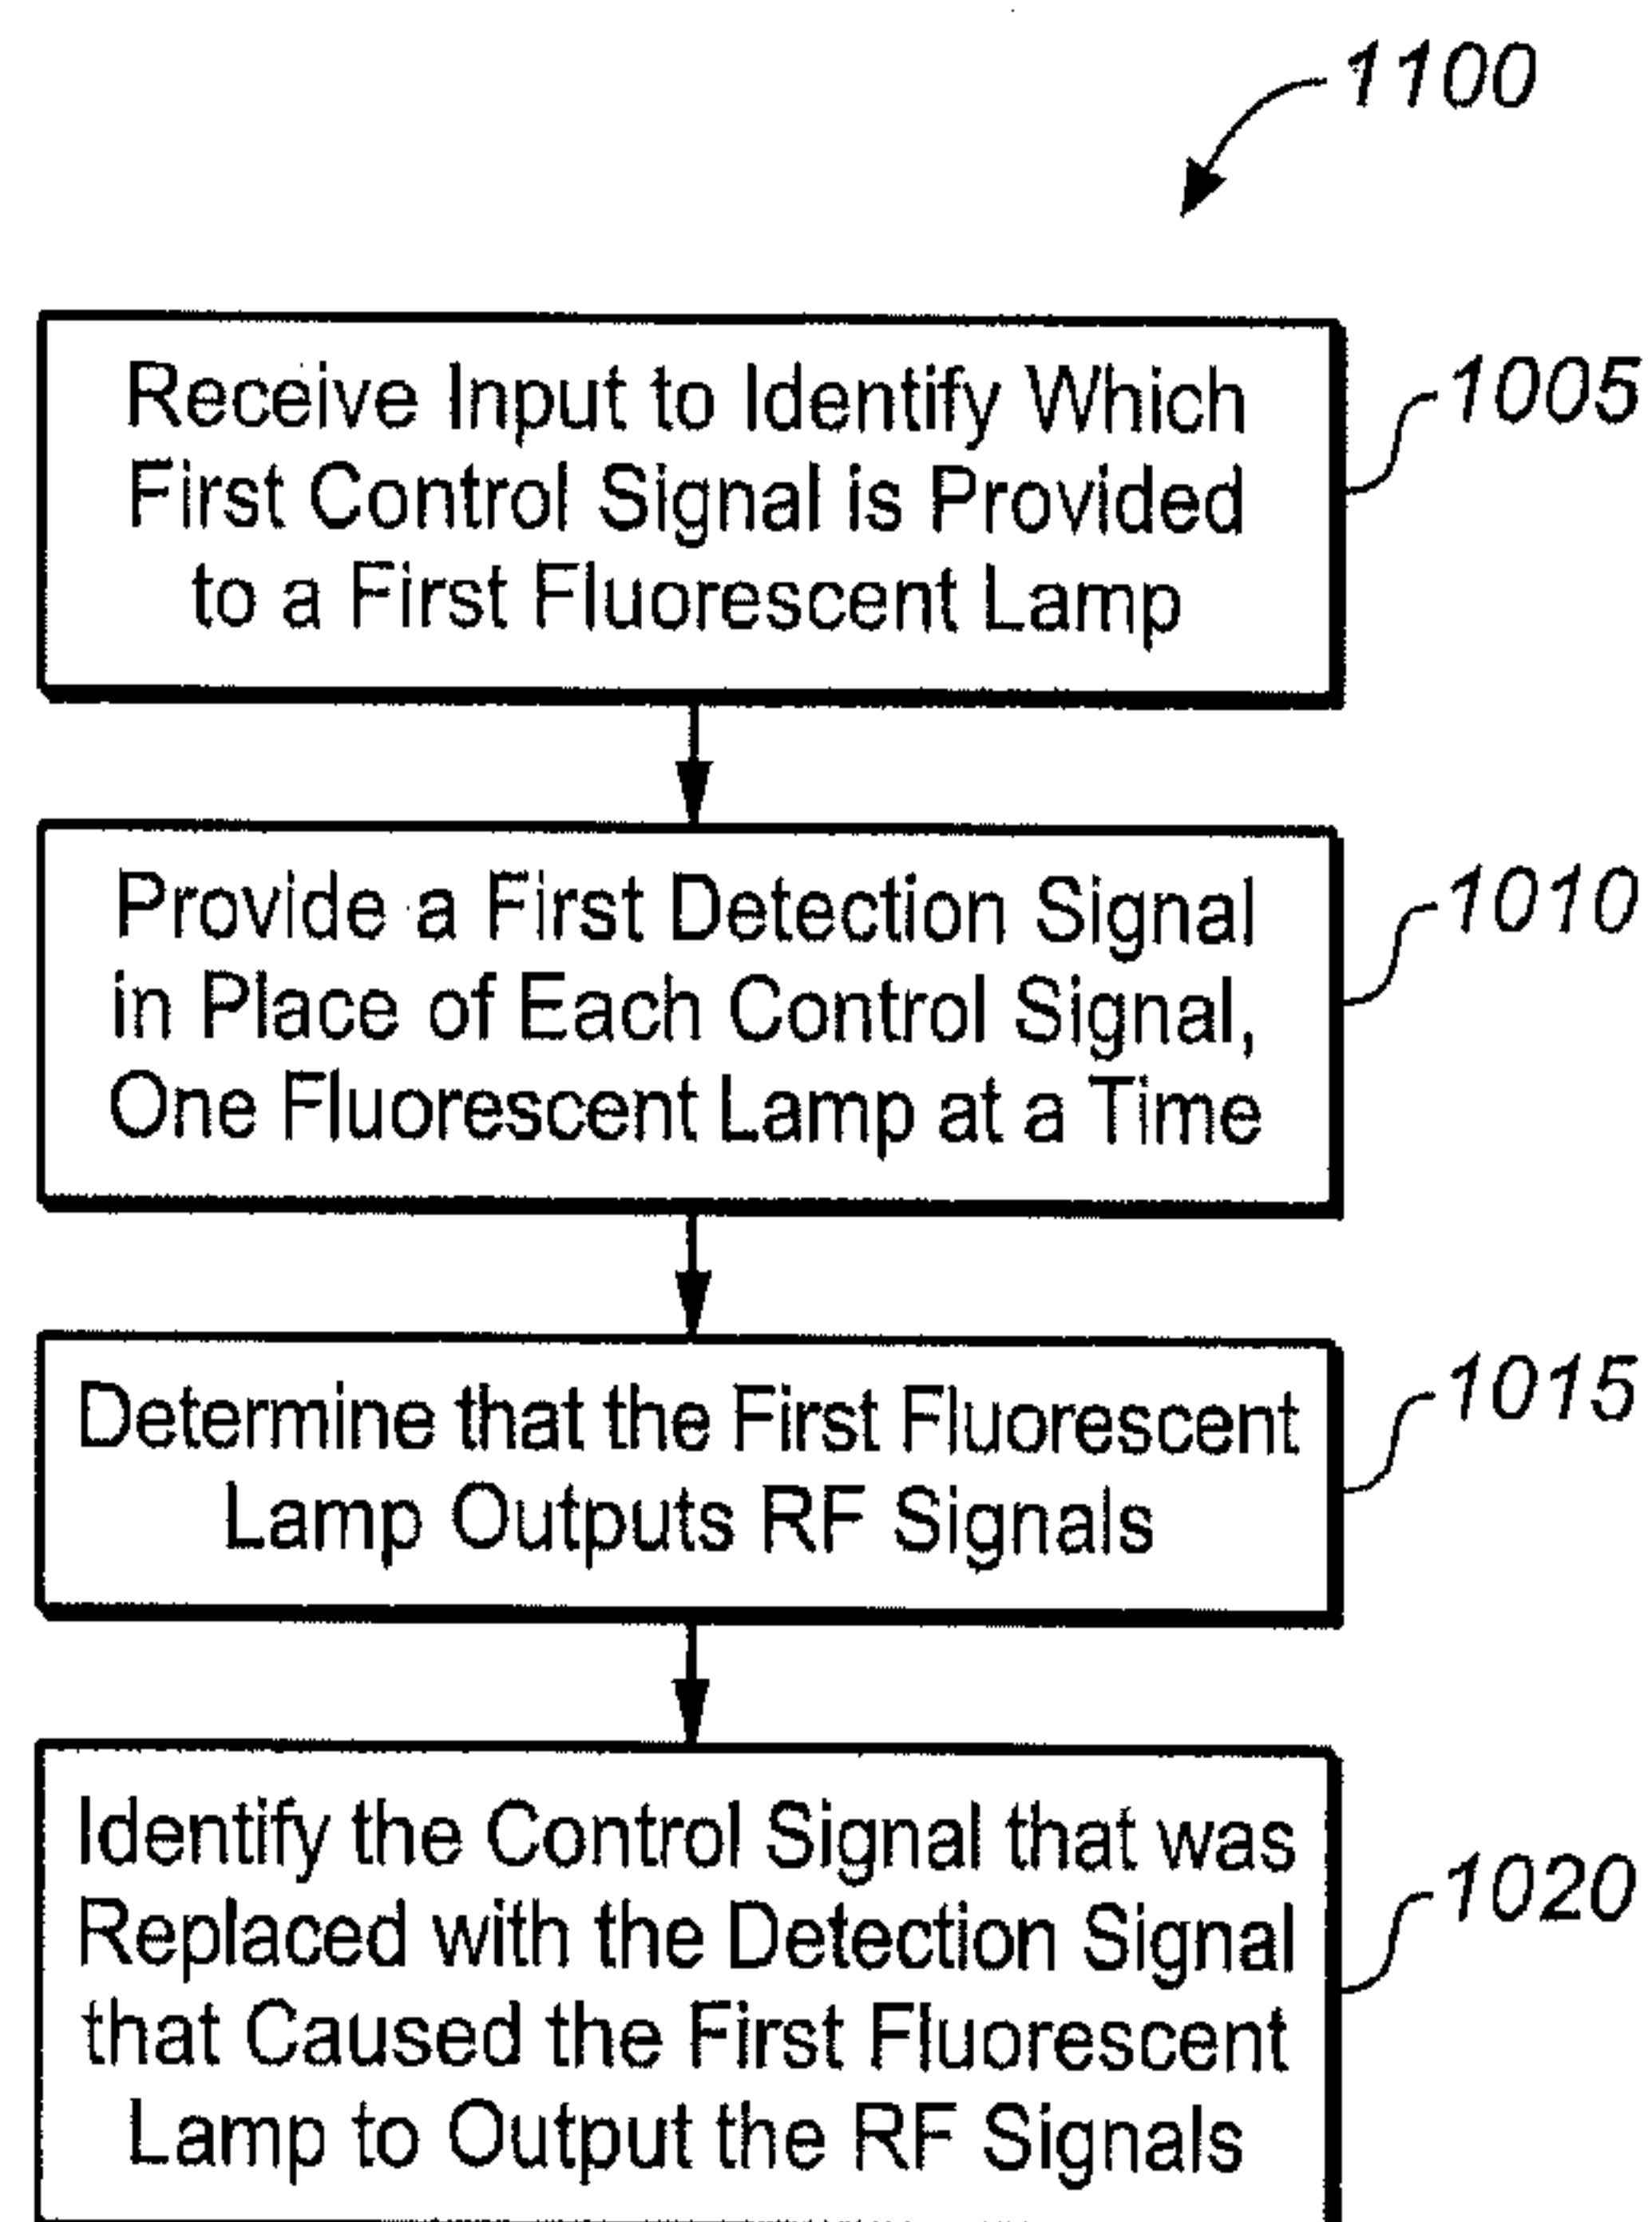 1100
Receive Input to Identify Which
First Control Signal is Provided
to a First Fluorescent Lamp
1005
Provide a First Detection Signal
in Place of Each Control Signal,
One Fluorescent Lamp at a Time
1010
Determine that the First Fluorescent
Lamp Outputs RF Signals
1015
Identify the Control Signal that was
Replaced with the Detection Signal
that Caused the First Fluorescent
Lamp to Output the RF Signals
1020